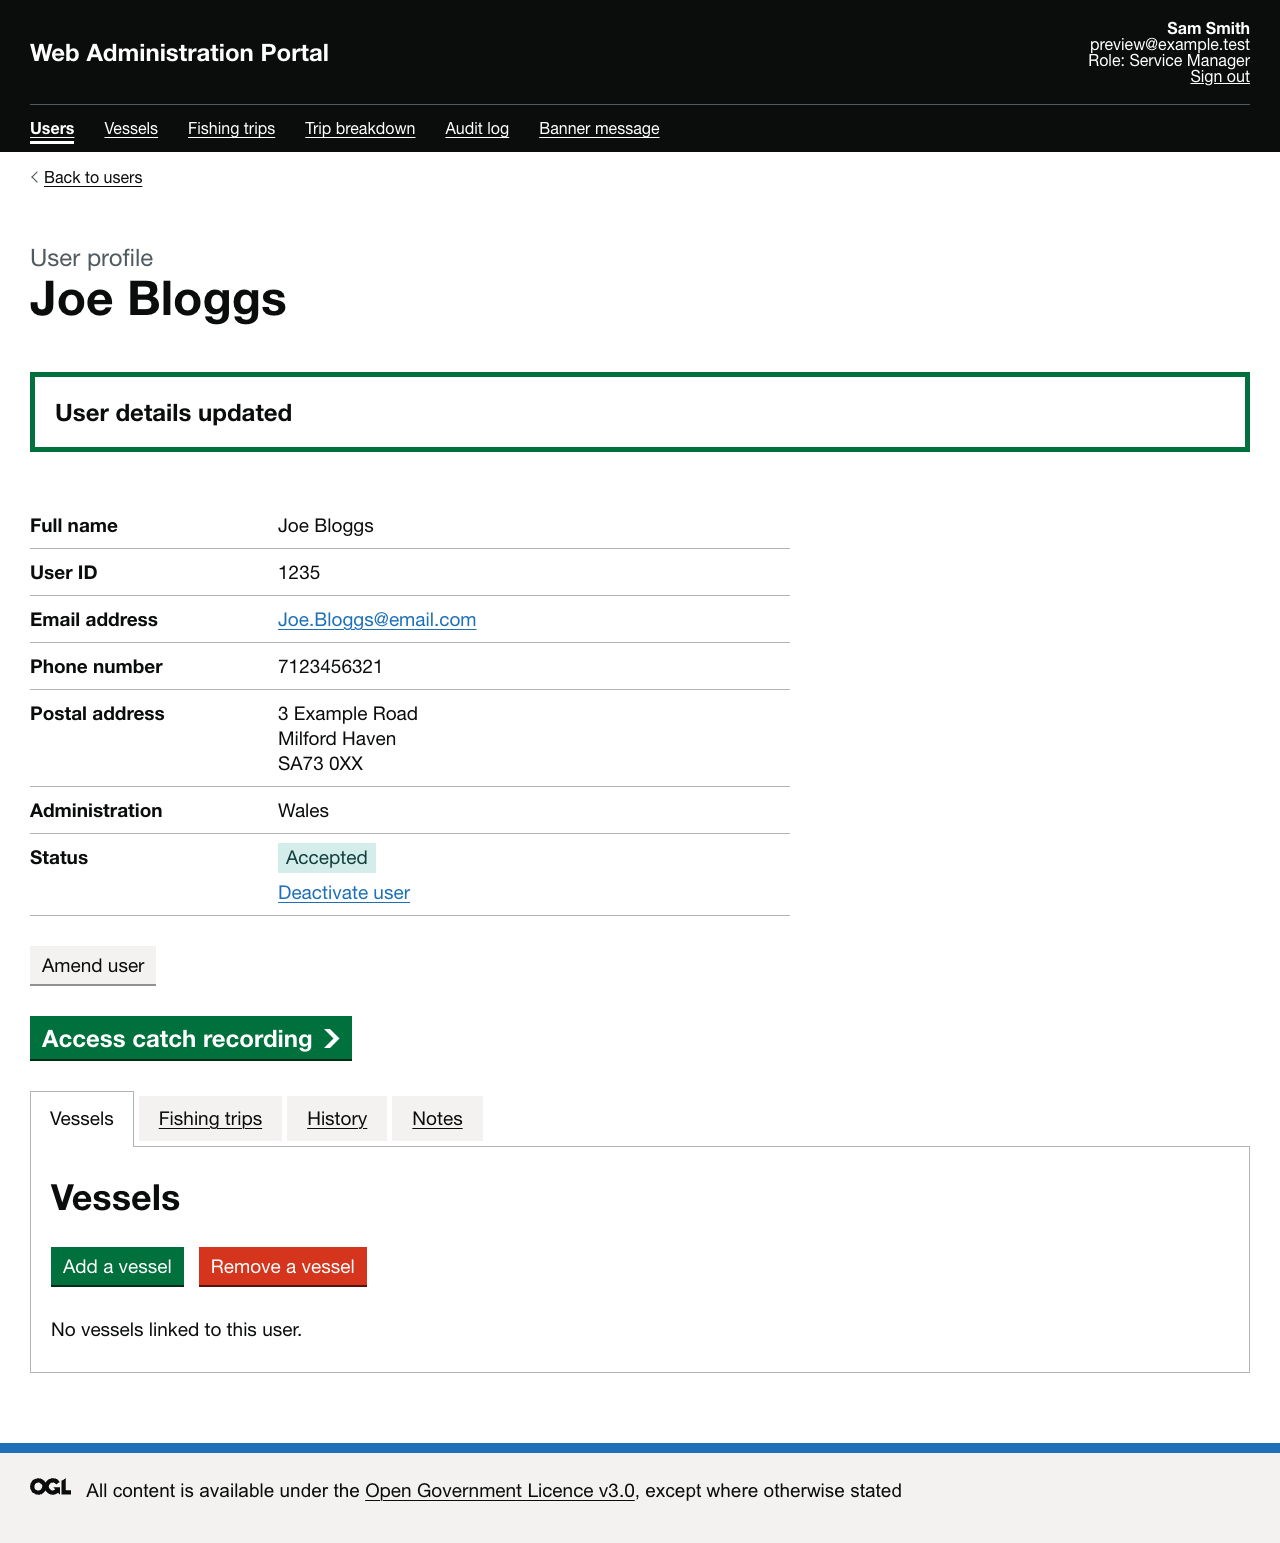 Web Administration Portal
Sam Smith
preview@example.test
Role: Service Manager
Sign out
Users Vessels Fishing trips Trip breakdown Audit log Banner message
Back to users
User profile
Joe Bloggs
User details updated
Full name Joe Bloggs
User ID 1235
Email address Joe.Bloggs@email.com
Phone number 7123456321
Postal address 3 Example Road
Milford Haven
SA73 0XX
Administration Wales
Status Accepted
Deactivate user
Amend user
Access catch recording
Vessels Fishing trips History Notes
Vessels
Add a vessel Remove a vessel
No vessels linked to this user.
OGL All content is available under the Open Government Licence v3.0, except where otherwise stated